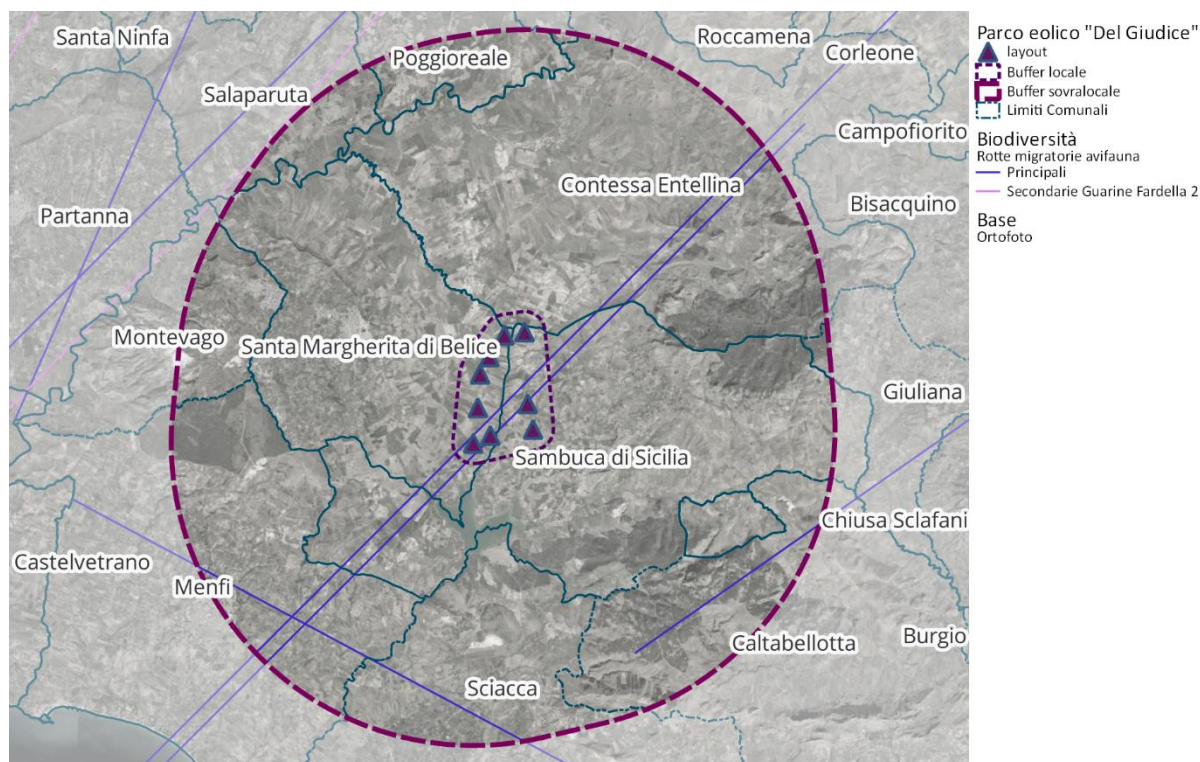 Santa Ninfa
Poggioreale
Roccamena
Corleone
Salaparuta
Campofiorito
Contessa Entellina
Bisacquino
Partanna
Montevago
Santa Margherita di Belice
Giuliana
Sambuca di Sicilia
Chiusa Sclafani
Castelvetrano
Menfi
Caltabellotta
Burgio
Sciacca
Parco eolico "Del Giudice"
layout
Buffer locale
Buffer sovralocale
Limiti Comunali
Biodiversità
Rotte migratorie avifauna
Principali
Secondarie Guarine Fardella 2
Base
Ortofoto